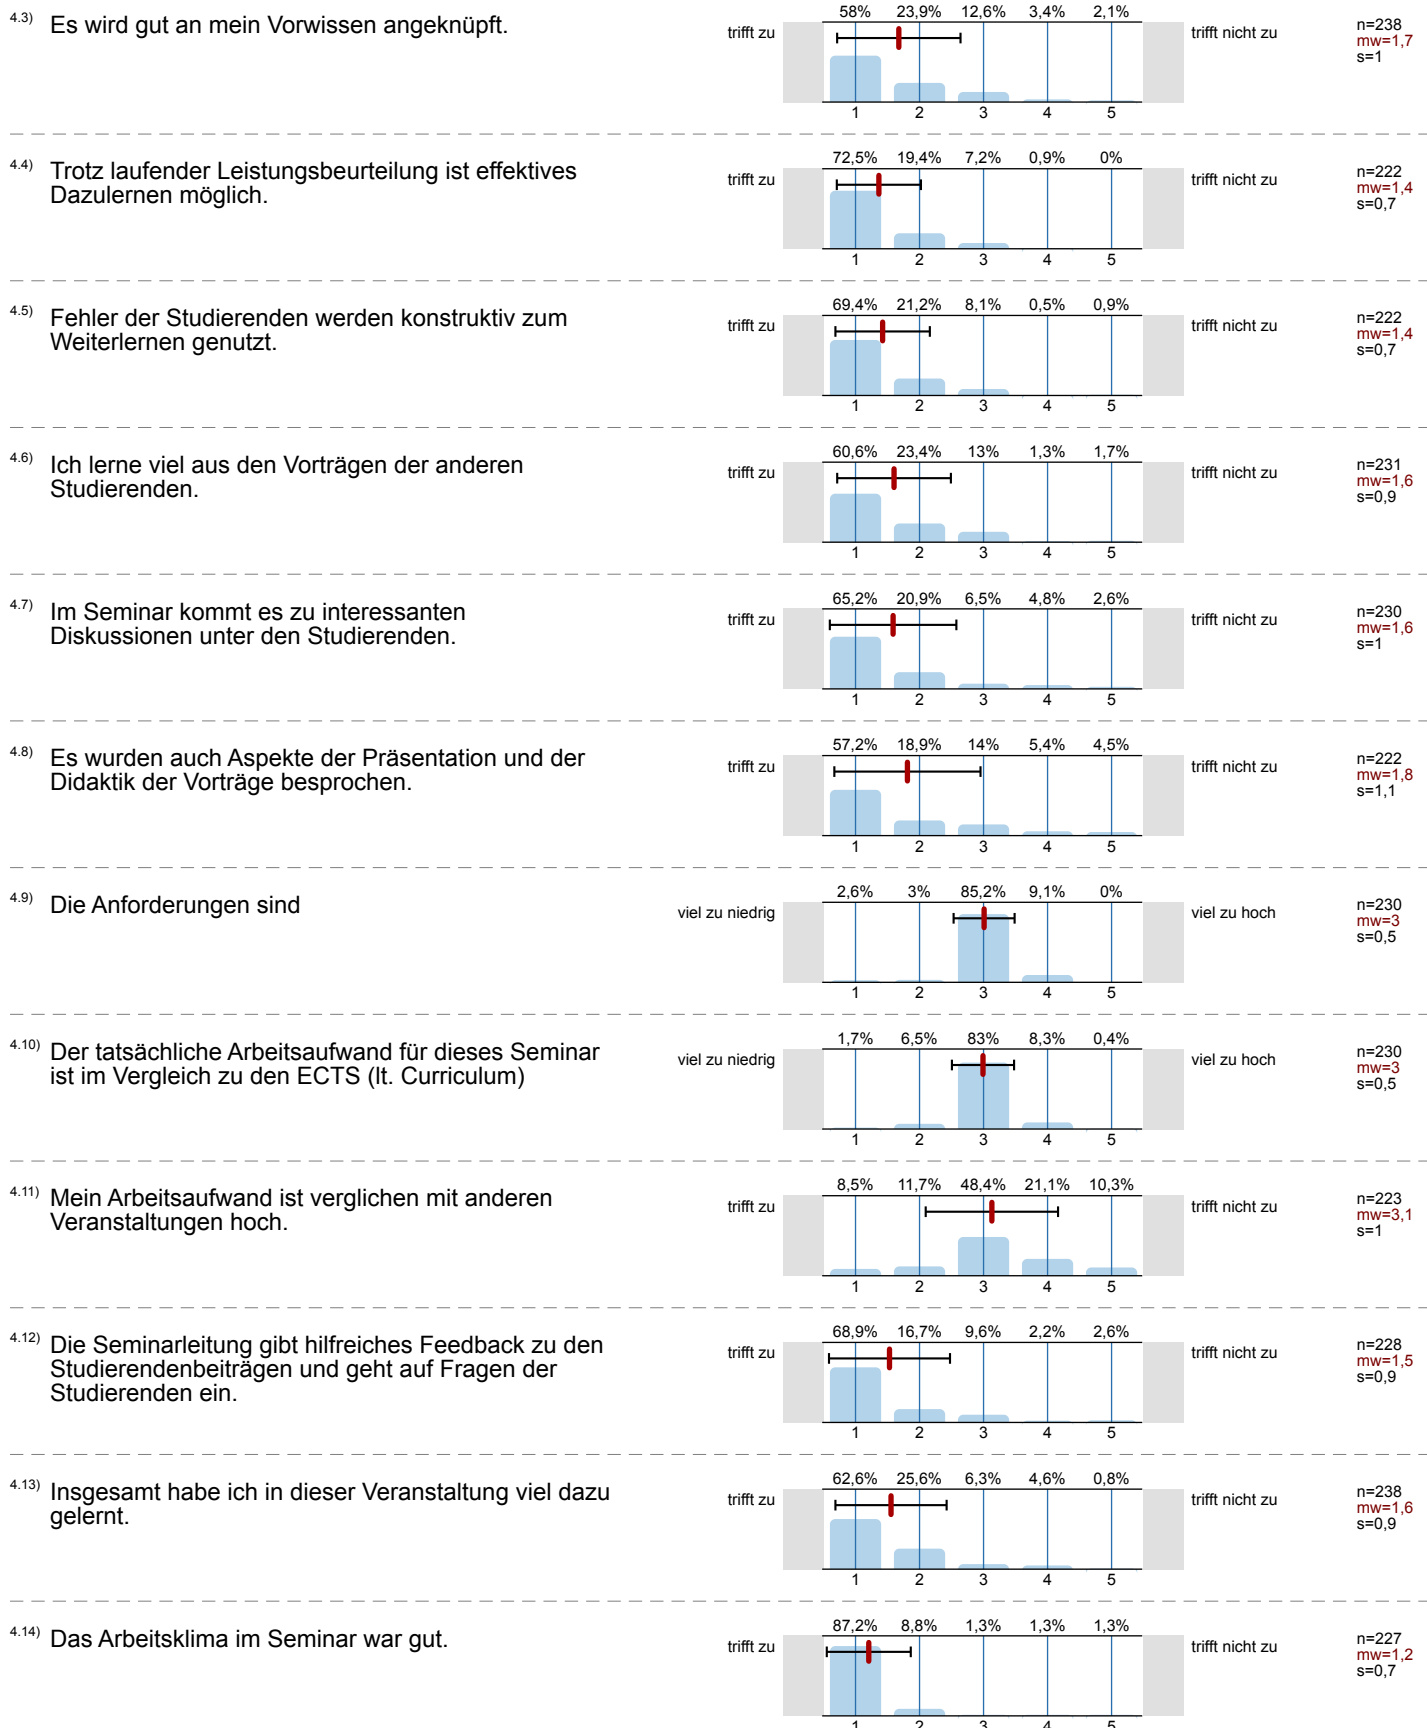 4.3) Es wird gut an mein Vorwissen angeknüpft.
trifft zu
58% 23,9% 12,6% 3,4% 2,1%
1 2 3 4 5
trifft nicht zu
n=238
mw=1,7
s=1
4.4) Trotz laufender Leistungsbeurteilung ist effektives
Dazulernen möglich.
trifft zu
72,5% 19,4% 7,2% 0,9% 0%
1 2 3 4 5
trifft nicht zu
n=222
mw=1,4
s=0,7
4.5) Fehler der Studierenden werden konstruktiv zum
Weiterlernen genutzt.
trifft zu
69,4% 21,2% 8,1% 0,5% 0,9%
1 2 3 4 5
trifft nicht zu
n=222
mw=1,4
s=0,7
4.6) Ich lerne viel aus den Vorträgen der anderen
Studierenden.
trifft zu
60,6% 23,4% 13% 1,3% 1,7%
1 2 3 4 5
trifft nicht zu
n=231
mw=1,6
s=0,9
4.7) Im Seminar kommt es zu interessanten
Diskussionen unter den Studierenden.
trifft zu
65,2% 20,9% 6,5% 4,8% 2,6%
1 2 3 4 5
trifft nicht zu
n=230
mw=1,6
s=1
4.8) Es wurden auch Aspekte der Präsentation und der
Didaktik der Vorträge besprochen.
trifft zu
57,2% 18,9% 14% 5,4% 4,5%
1 2 3 4 5
trifft nicht zu
n=222
mw=1,8
s=1,1
4.9) Die Anforderungen sind
viel zu niedrig
2,6% 3% 85,2% 9,1% 0%
1 2 3 4 5
viel zu hoch
n=230
mw=3
s=0,5
4.10) Der tatsächliche Arbeitsaufwand für dieses Seminar
ist im Vergleich zu den ECTS (lt. Curriculum)
viel zu niedrig
1,7% 6,5% 83% 8,3% 0,4%
1 2 3 4 5
viel zu hoch
n=230
mw=3
s=0,5
4.11) Mein Arbeitsaufwand ist verglichen mit anderen
Veranstaltungen hoch.
trifft zu
8,5% 11,7% 48,4% 21,1% 10,3%
1 2 3 4 5
trifft nicht zu
n=223
mw=3,1
s=1
4.12) Die Seminarleitung gibt hilfreiches Feedback zu den
Studierendenbeiträgen und geht auf Fragen der
Studierenden ein.
trifft zu
68,9% 16,7% 9,6% 2,2% 2,6%
1 2 3 4 5
trifft nicht zu
n=228
mw=1,5
s=0,9
4.13) Insgesamt habe ich in dieser Veranstaltung viel dazu
gelernt.
trifft zu
62,6% 25,6% 6,3% 4,6% 0,8%
1 2 3 4 5
trifft nicht zu
n=238
mw=1,6
s=0,9
4.14) Das Arbeitsklima im Seminar war gut.
trifft zu
87,2% 8,8% 1,3% 1,3% 1,3%
1 2 3 4 5
trifft nicht zu
n=227
mw=1,2
s=0,7